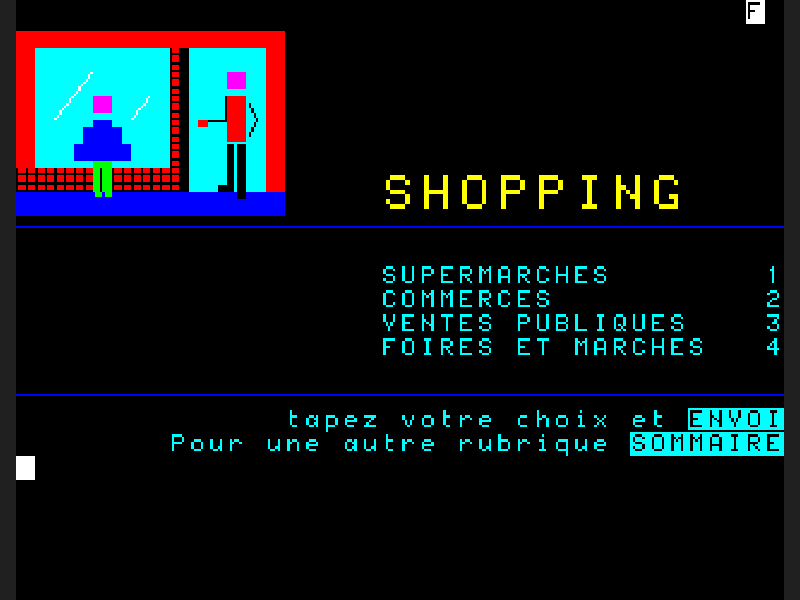 F
SHOPPING
SUPERMARCHES 1
COMMERCES 2
VENTES PUBLIQUES 3
FOIRES ET MARCHES 4
tapez votre choix et ENVOI
Pour une autre rubrique SOMMAIRE